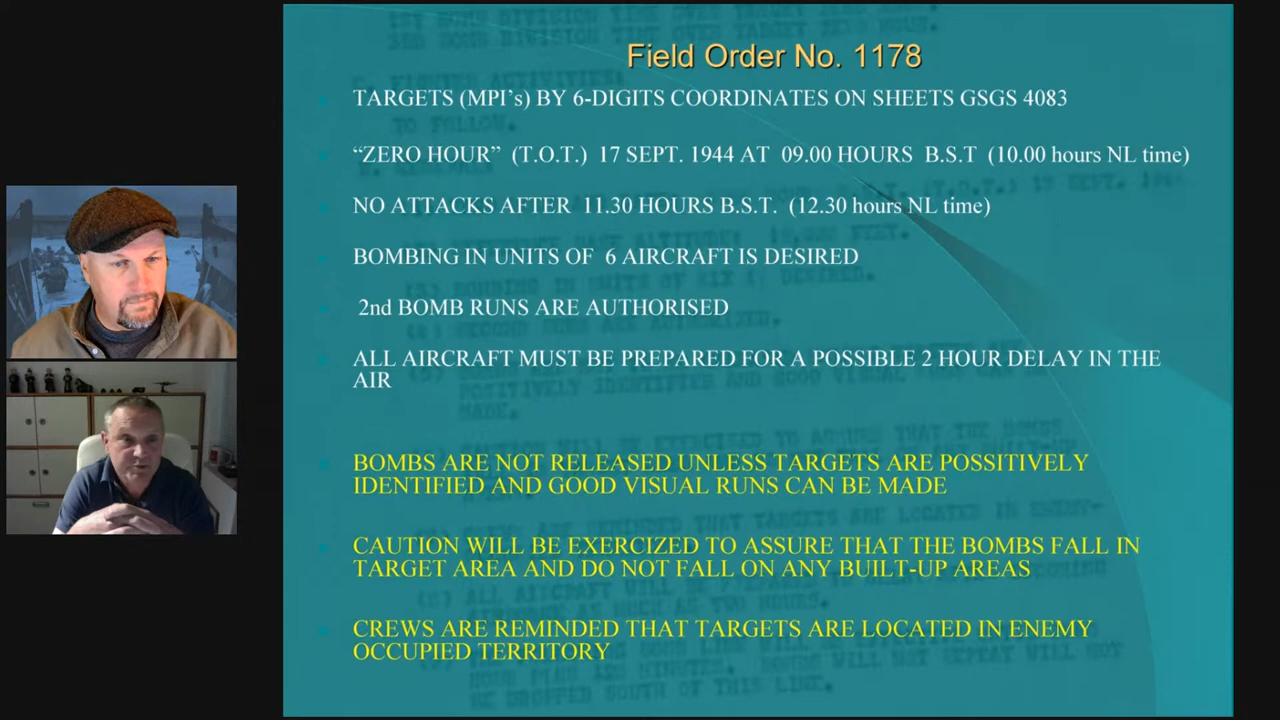 Field Order No. 1178
TARGETS (MPI’s) BY 6-DIGITS COORDINATES ON SHEETS GSGS 4083
“ZERO HOUR” (T.O.T.) 17 SEPT. 1944 AT 09.00 HOURS B.S.T (10.00 hours NL time)
NO ATTACKS AFTER 11.30 HOURS B.S.T. (12.30 hours NL time)
BOMBING IN UNITS OF 6 AIRCRAFT IS DESIRED
2nd BOMB RUNS ARE AUTHORISED
ALL AIRCRAFT MUST BE PREPARED FOR A POSSIBLE 2 HOUR DELAY IN THE
AIR
BOMBS ARE NOT RELEASED UNLESS TARGETS ARE POSSITIVELY
IDENTIFIED AND GOOD VISUAL RUNS CAN BE MADE
CAUTION WILL BE EXERCIZED TO ASSURE THAT THE BOMBS FALL IN
TARGET AREA AND DO NOT FALL ON ANY BUILT-UP AREAS
CREWS ARE REMINDED THAT TARGETS ARE LOCATED IN ENEMY
OCCUPIED TERRITORY